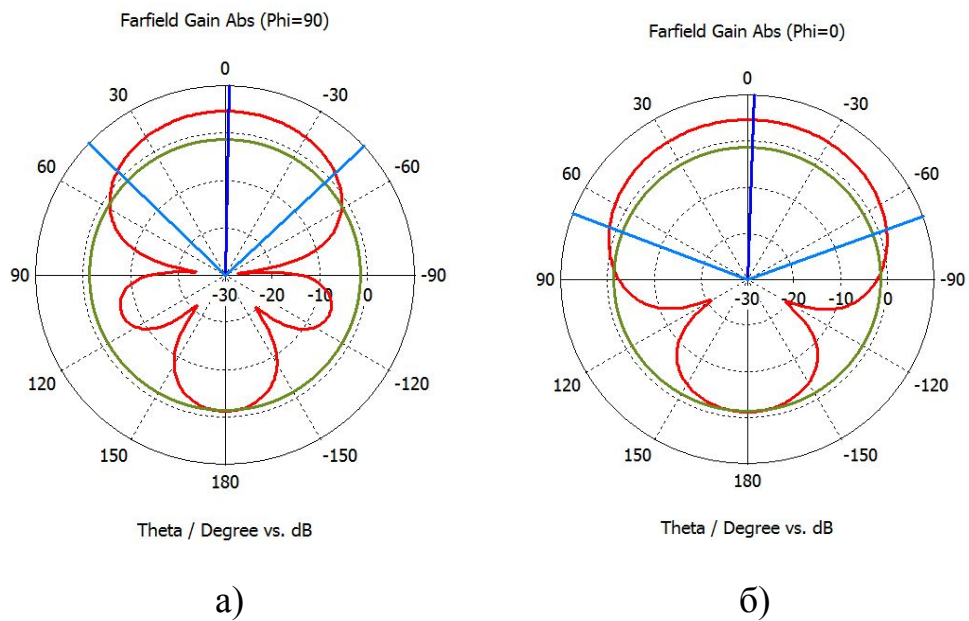 Farfield Gain Abs (Phi=90)
0
30 -30
60 -60
90 -90
-30 -20 -10 0
120 -120
150 -150
180
Theta / Degree vs. dB
а)
Farfield Gain Abs (Phi=0)
0
30 -30
60 -60
90 -90
-30 -20 -10 0
120 -120
150 -150
180
Theta / Degree vs. dB
б)